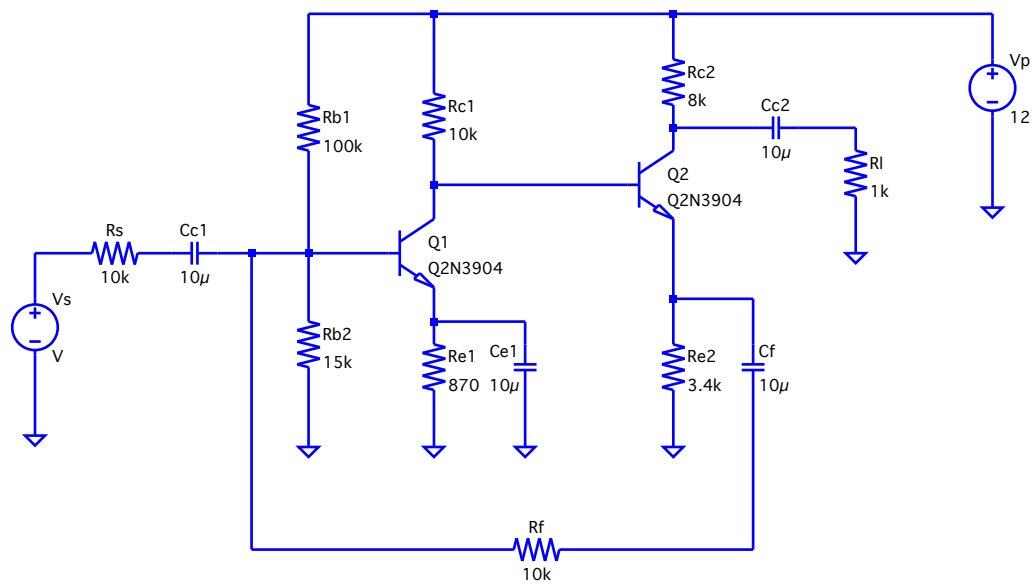 Vp
12
Rc2
8k
Cc2
10µ
Rb1
100k
Rc1
10k
Rl
1k
Q2
Q2N3904
Rs
10k
Cc1
10µ
Q1
Q2N3904
Vs
V
Rb2
15k
Re1
870
Ce1
10µ
Re2
3.4k
Cf
10µ
Rf
10k